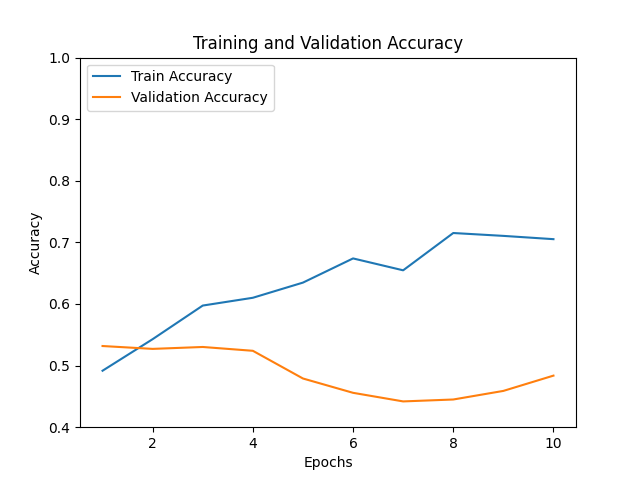 Training and Validation Accuracy
1.0
Train Accuracy
Validation Accuracy
0.9
0.8
0.7
Accuracy
0.6
0.5
0.4
2 4 6 8 10
Epochs